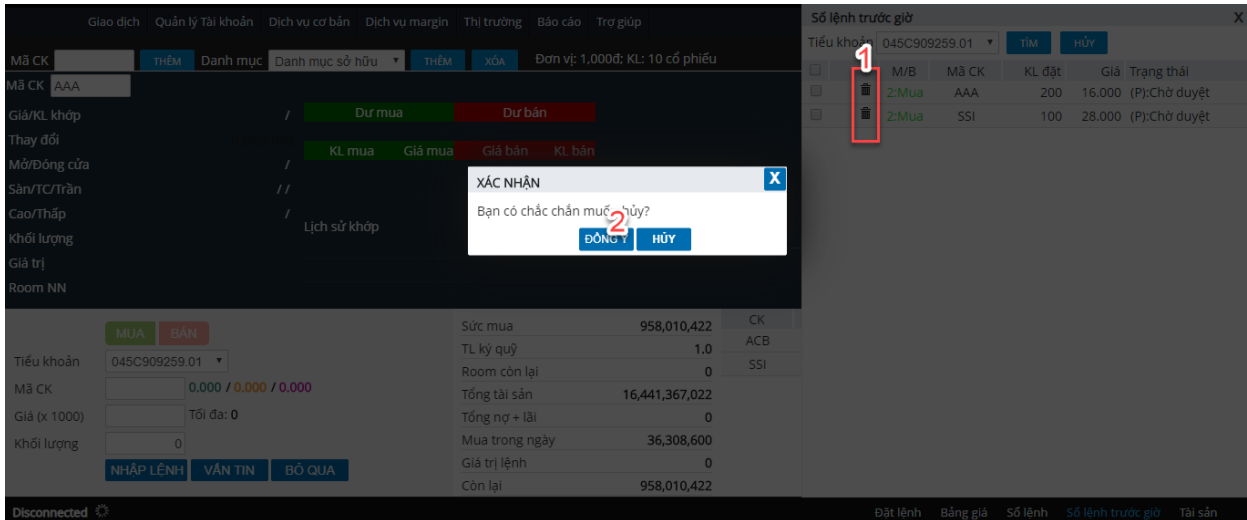 Giao dịch Quản lý Tài khoản Dịch vụ cơ bản Dịch vụ margin Thị trường Báo cáo Trợ giúp
Mã CK THÊM Danh mục Danh mục sở hữu THÊM XÓA Đơn vị: 1,000đ; KL: 10 cổ phiếu
Mã CK AAA
Giá/KL khớp / Dư mua Dư bán
Thay đổi
KL mua Giá mua Giá bán KL bán
Mở/Đóng cửa /
Sàn/TC/Trần / /
Cao/Thấp /
Lịch sử khớp
Khối lượng
Giá trị
Room NN
XÁC NHẬN X
Bạn có chắc chắn muốn hủy?
2
ĐỒNG Ý HỦY
MUA BÁN
Tiểu khoản 045C909259.01
Mã CK 0.000 / 0.000 / 0.000
Giá (x 1000) Tối đa: 0
Khối lượng 0
NHẬP LỆNH VẤN TIN BỎ QUA
Sức mua 958,010,422
TL ký quỹ 1.0
Room còn lại 0
Tổng tài sản 16,441,367,022
Tổng nợ + lãi 0
Mua trong ngày 36,308,600
Giá trị lệnh 0
Còn lại 958,010,422
CK
ACB
SSI
Sổ lệnh trước giờ X
Tiểu khoản 045C909259.01 TÌM HỦY
1
M/B Mã CK KL đặt Giá Trạng thái
2:Mua AAA 200 16.000 (P):Chờ duyệt
2:Mua SSI 100 28.000 (P):Chờ duyệt
Disconnected Đặt lệnh Bảng giá Sổ lệnh Sổ lệnh trước giờ Tài sản